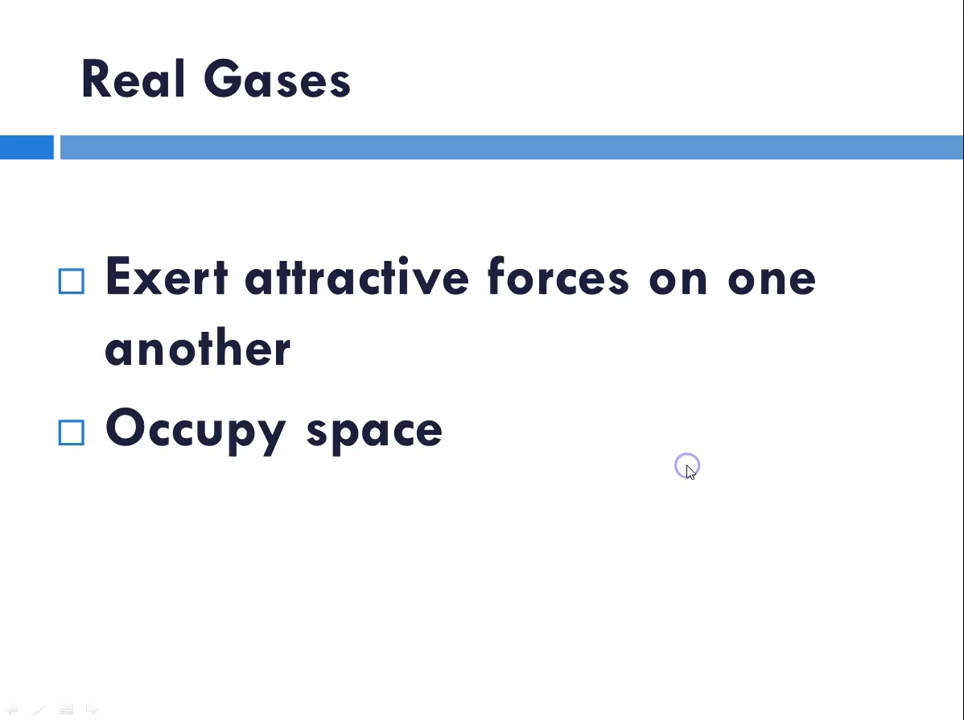 Real Gases
Exert attractive forces on one
another
Occupy space